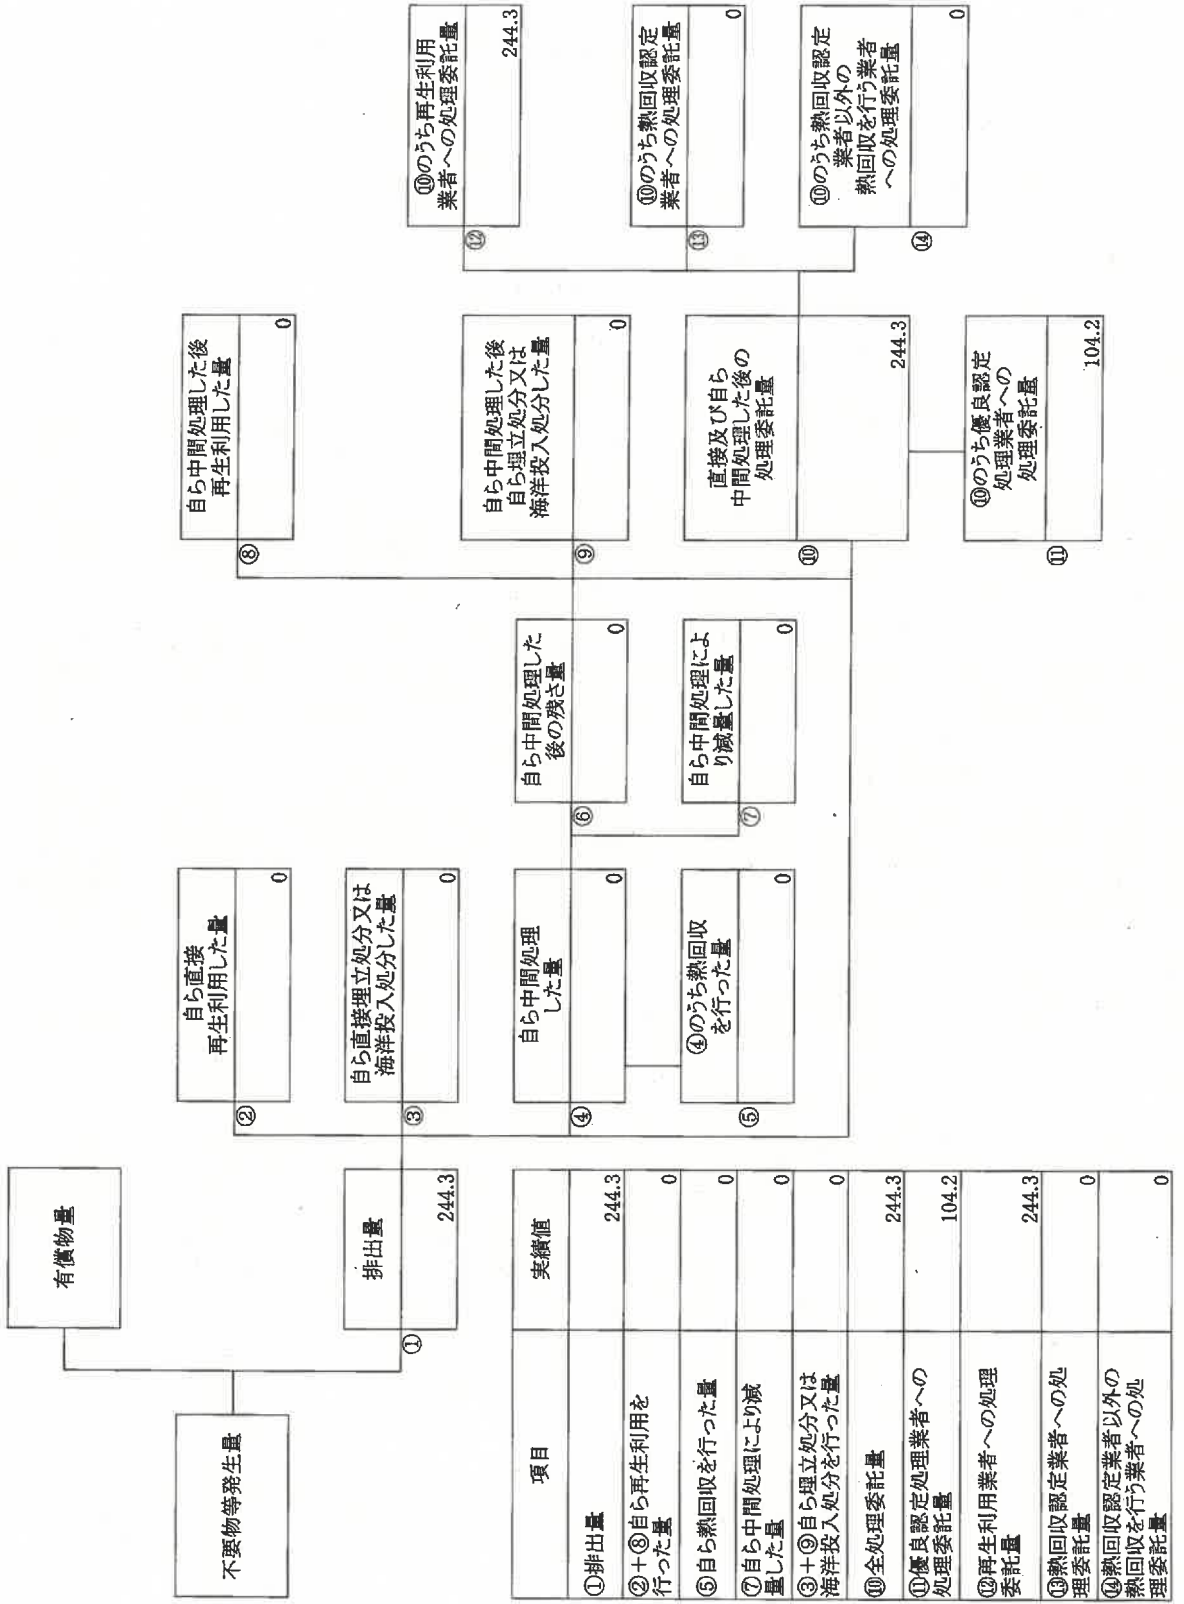 不要物等発生量
有償物量
①
排出量
244.3
②
自ら直接
再生利用した量
0
③
自ら直接埋立処分又は
海洋投入処分した量
0
④
自ら中間処理
した量
0
⑤
④のうち熱回収
を行った量
0
⑥
自ら中間処理した
後の残さ量
0
⑦
自ら中間処理によ
り減量した量
0
⑧
自ら中間処理した後
再生利用した量
0
⑨
自ら中間処理した後
自ら埋立処分又は
海洋投入処分した量
0
⑩
直接及び自ら
中間処理した後の
処理委託量
244.3
⑪
⑩のうち優良認定
処理業者への
処理委託量
104.2
⑫
⑩のうち再生利用
業者への処理委託量
244.3
⑬
⑩のうち熱回収認定
業者への処理委託量
0
⑭
⑩のうち熱回収認定
業者以外の
熱回収を行う業者
への処理委託量
0
項目 実績値
①排出量 244.3
②+⑧自ら再生利用を
行った量 0
⑤自ら熱回収を行った量 0
⑦自ら中間処理により減
量した量 0
③+⑨自ら埋立処分又は
海洋投入処分を行った量 0
⑩全処理委託量 244.3
⑪優良認定処理業者への
処理委託量 104.2
⑫再生利用業者への処理
委託量 244.3
⑬熱回収認定業者への処
理委託量 0
⑭熱回収認定業者以外の
熱回収を行う業者への処
理委託量 0